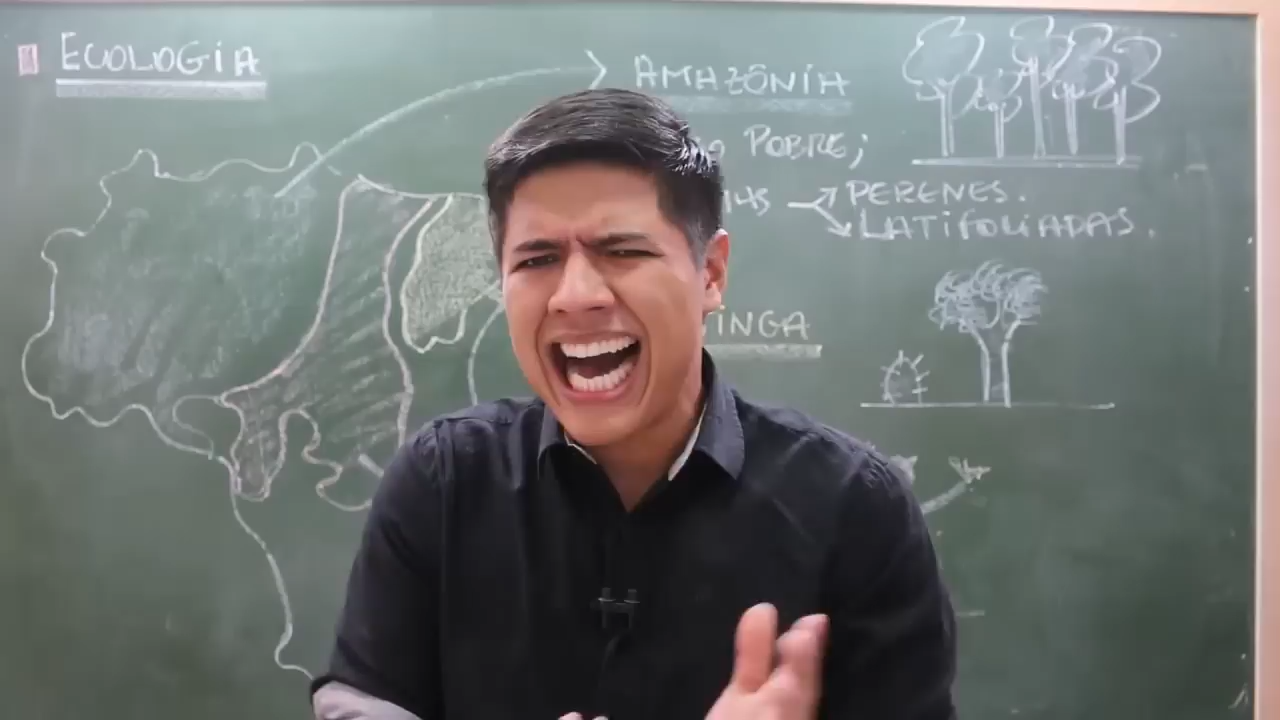 ECOLOGIA
AMAZÔNIA
POBRE;
PERENES.
LATIFOLIADAS.
INGA